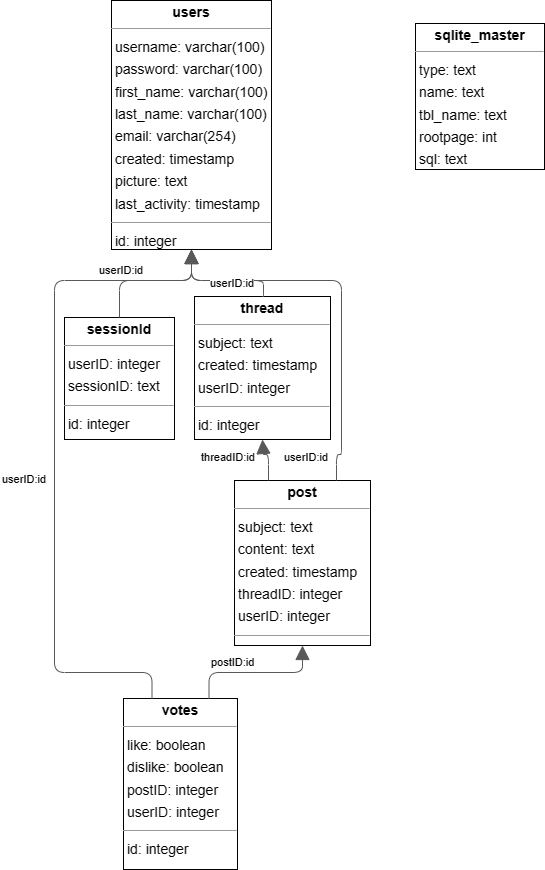 users
username: varchar(100)
password: varchar(100)
first_name: varchar(100)
last_name: varchar(100)
email: varchar(254)
created: timestamp
picture: text
last_activity: timestamp
id: integer
sqlite_master
type: text
name: text
tbl_name: text
rootpage: int
sql: text
userID:id
userID:id
sessionId
userID: integer
sessionID: text
id: integer
thread
subject: text
created: timestamp
userID: integer
id: integer
threadID:id
userID:id
userID:id
post
subject: text
content: text
created: timestamp
threadID: integer
userID: integer
postID:id
votes
like: boolean
dislike: boolean
postID: integer
userID: integer
id: integer